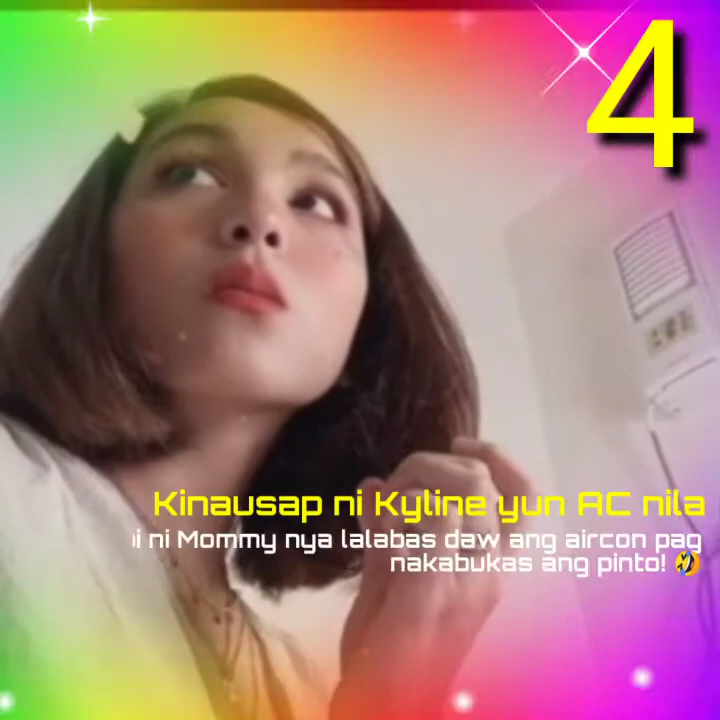 4
Kinausap ni Kyline yun AC nila
ni Mommy nya lalabas daw ang aircon pag
nakabukas ang pinto! 🤣